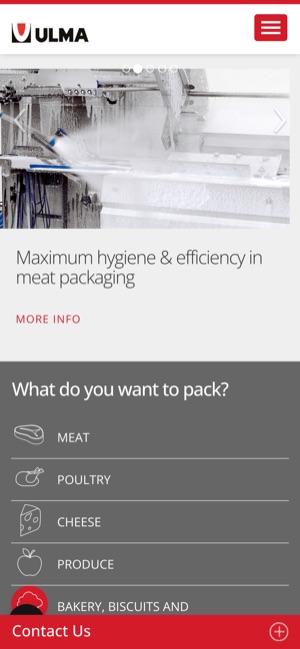 ULMA
Maximum hygiene & efficiency in
meat packaging
MORE INFO
What do you want to pack?
MEAT
POULTRY
CHEESE
PRODUCE
BAKERY, BISCUITS AND
Contact Us